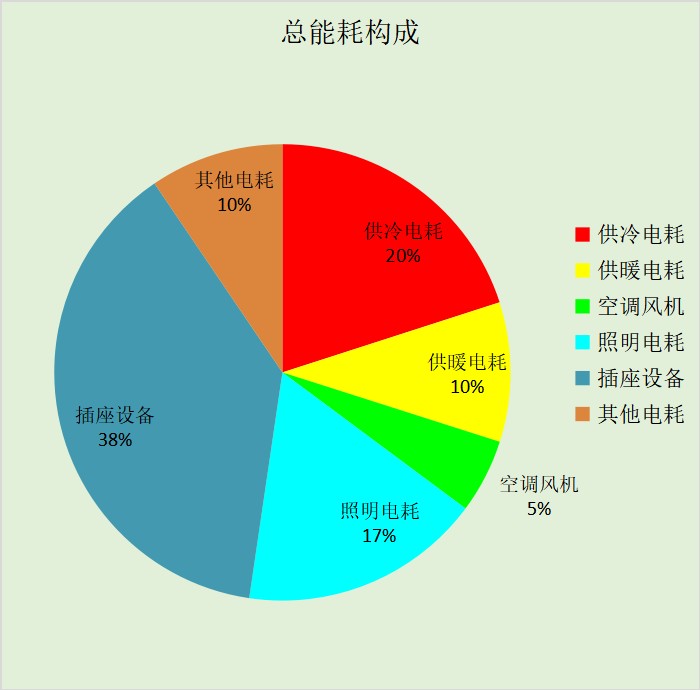 总能耗构成
其他电耗
10%
供冷电耗
20%
供暖电耗
10%
插座设备
38%
空调风机
5%
照明电耗
17%
供冷电耗
供暖电耗
空调风机
照明电耗
插座设备
其他电耗